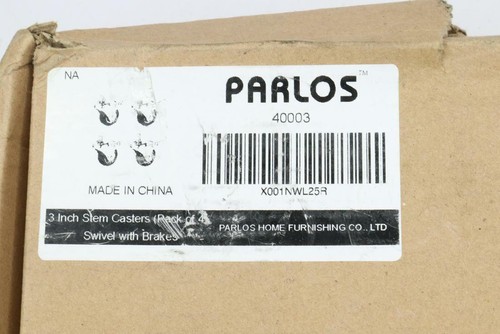 NA
PARLOS™
40003
X001NWL25R
MADE IN CHINA
3 Inch Stem Casters (Pack of 4)
Swivel with Brakes
PARLOS HOME FURNISHING CO., LTD